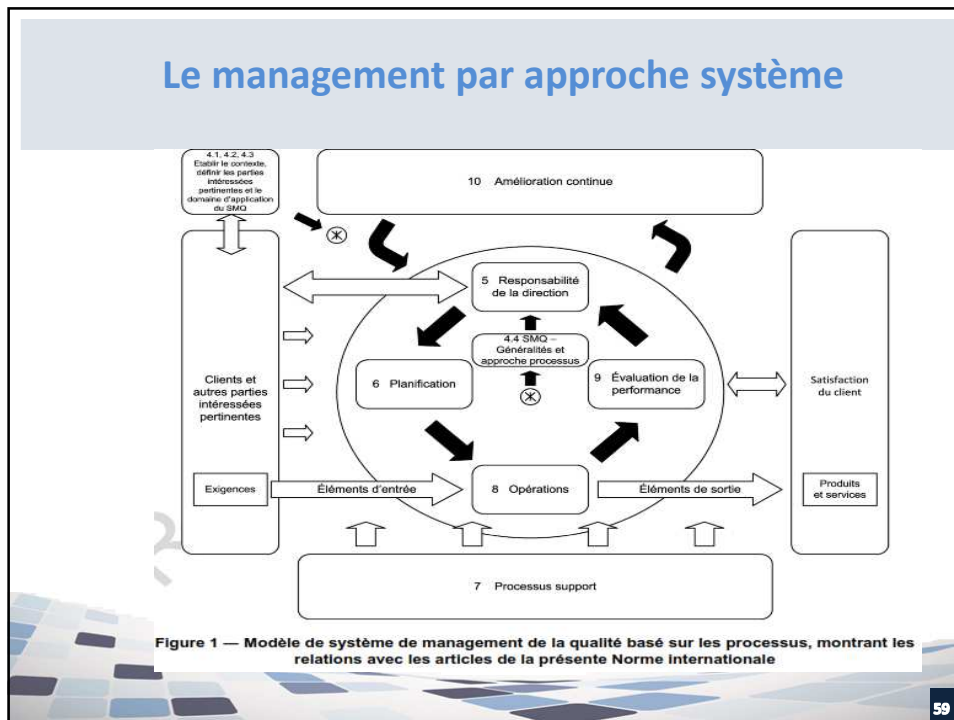 Le management par approche système
4.1, 4.2, 4.3
Etablir le contexte,
définir les parties
intéressées
pertinentes et le
domaine d'application
du SMQ
10 Amélioration continue
5 Responsabilité
de la direction
4.4 SMQ –
Généralités et
approche processus
6 Planification
9 Évaluation de la
performance
Clients et
autres parties
intéressées
pertinentes
Satisfaction
du client
Exigences
Éléments d'entrée
8 Opérations
Éléments de sortie
Produits
et services
7 Processus support
Figure 1 — Modèle de système de management de la qualité basé sur les processus, montrant les
relations avec les articles de la présente Norme internationale
59